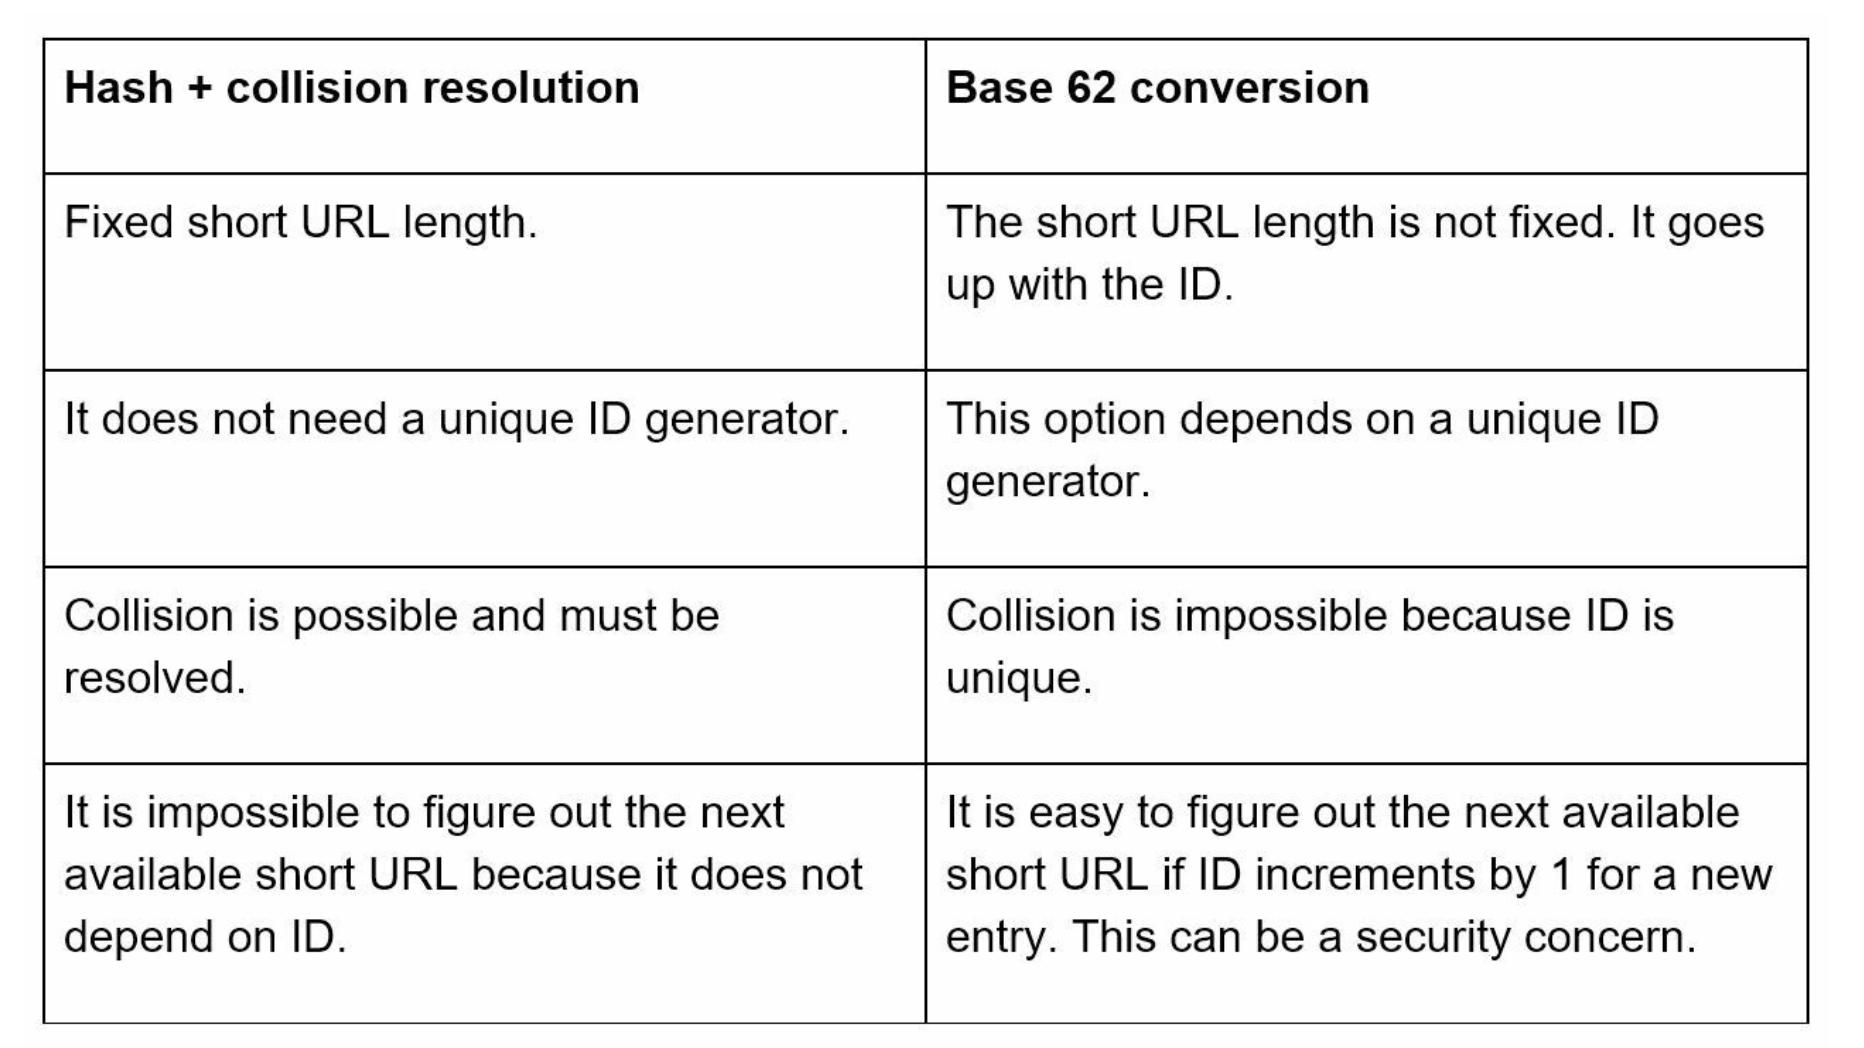 Hash + collision resolution
Base 62 conversion
Fixed short URL length.
The short URL length is not fixed. It goes
up with the ID.
It does not need a unique ID generator.
This option depends on a unique ID
generator.
Collision is possible and must be
resolved.
Collision is impossible because ID is
unique.
It is impossible to figure out the next
available short URL because it does not
depend on ID.
It is easy to figure out the next available
short URL if ID increments by 1 for a new
entry. This can be a security concern.